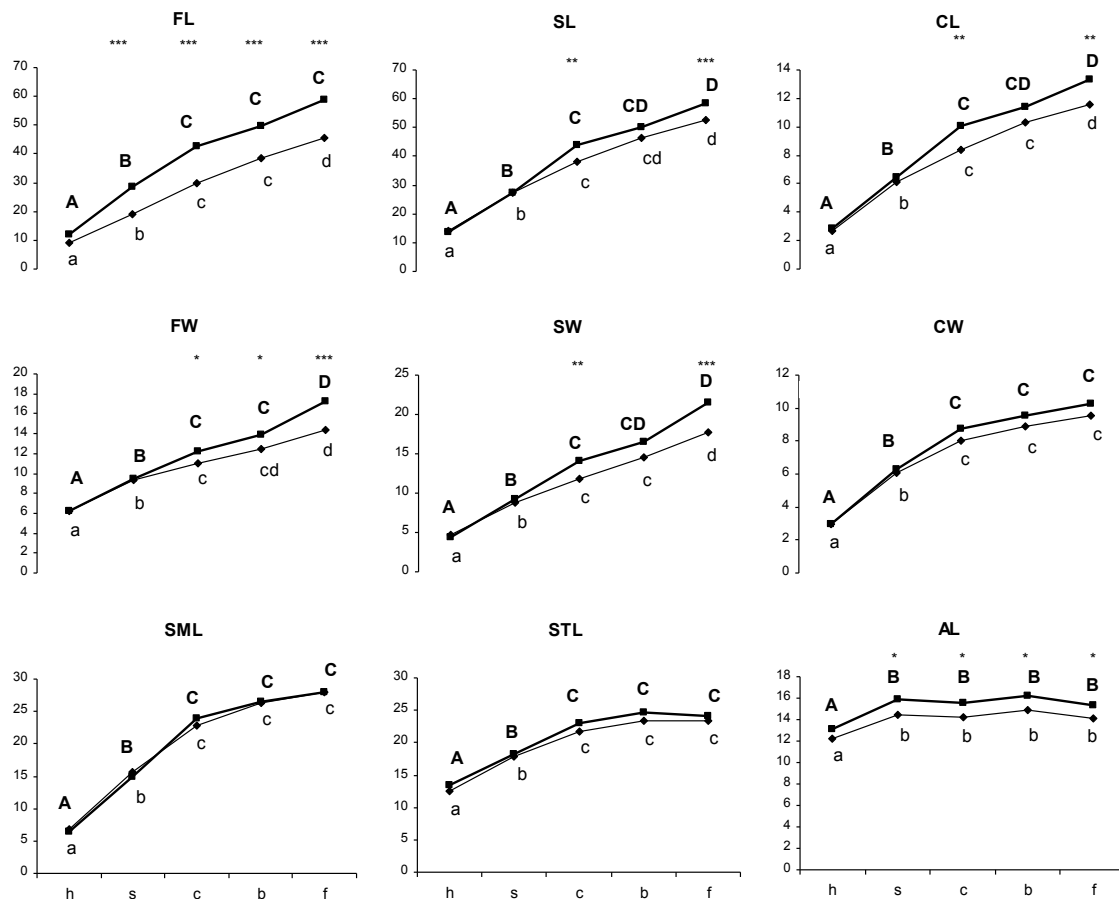 FL
*** *** *** ***
70
60
50
40
30
20
10
0
A B C C C
a b c c d
SL
** ***
70
60
50
40
30
20
10
0
A B C CD D
a b c cd d
CL
** **
14
12
10
8
6
4
2
0
A B C CD D
a b c c d
FW
* * ***
20
18
16
14
12
10
8
6
4
2
0
A B C C D
a b c cd d
SW
** ***
25
20
15
10
5
0
A B C CD D
a b c c d
CW
12
10
8
6
4
2
0
A B C C C
a b c c c
SML
30
25
20
15
10
5
0
A B C C C
a b c c c
h s c b f
STL
30
25
20
15
10
5
0
A B C C C
a b c c c
h s c b f
AL
* * * *
18
16
14
12
10
8
6
4
2
0
A B B B B
a b b b b
h s c b f